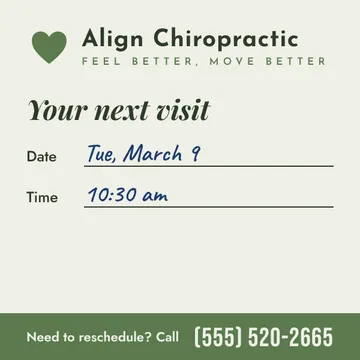 Align Chiropractic
FEEL BETTER, MOVE BETTER
Your next visit
Date Tue, March 9
Time 10:30 am
Need to reschedule? Call (555) 520-2665